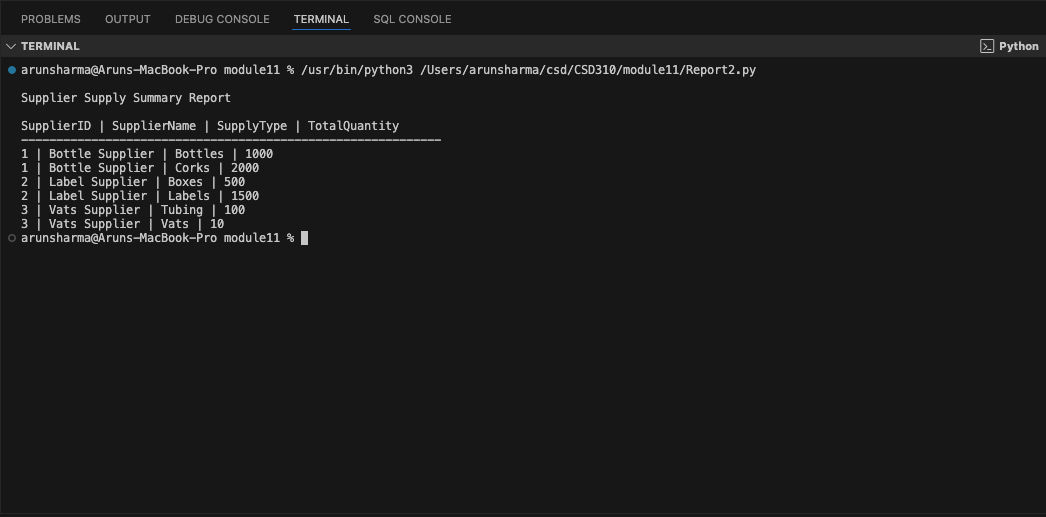 PROBLEMS OUTPUT DEBUG CONSOLE TERMINAL SQL CONSOLE
TERMINAL Python
arunsharma@Aruns-MacBook-Pro module11 % /usr/bin/python3 /Users/arunsharma/csd/CSD310/module11/Report2.py
Supplier Supply Summary Report
SupplierID | SupplierName | SupplyType | TotalQuantity
------------------------------------------------------------
1 | Bottle Supplier | Bottles | 1000
1 | Bottle Supplier | Corks | 2000
2 | Label Supplier | Boxes | 500
2 | Label Supplier | Labels | 1500
3 | Vats Supplier | Tubing | 100
3 | Vats Supplier | Vats | 10
arunsharma@Aruns-MacBook-Pro module11 %